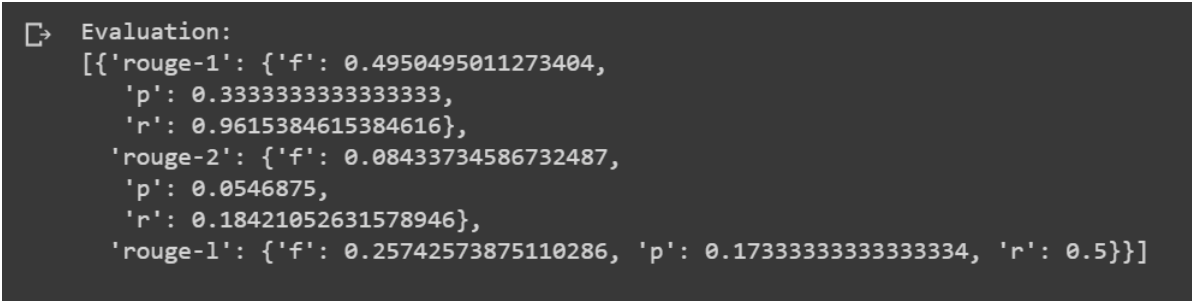 Evaluation:
[{'rouge-1': {'f': 0.4950495011273404,
'p': 0.3333333333333333,
'r': 0.9615384615384616},
'rouge-2': {'f': 0.08433734586732487,
'p': 0.0546875,
'r': 0.18421052631578946},
'rouge-l': {'f': 0.25742573875110286, 'p': 0.17333333333333334, 'r': 0.5}}]